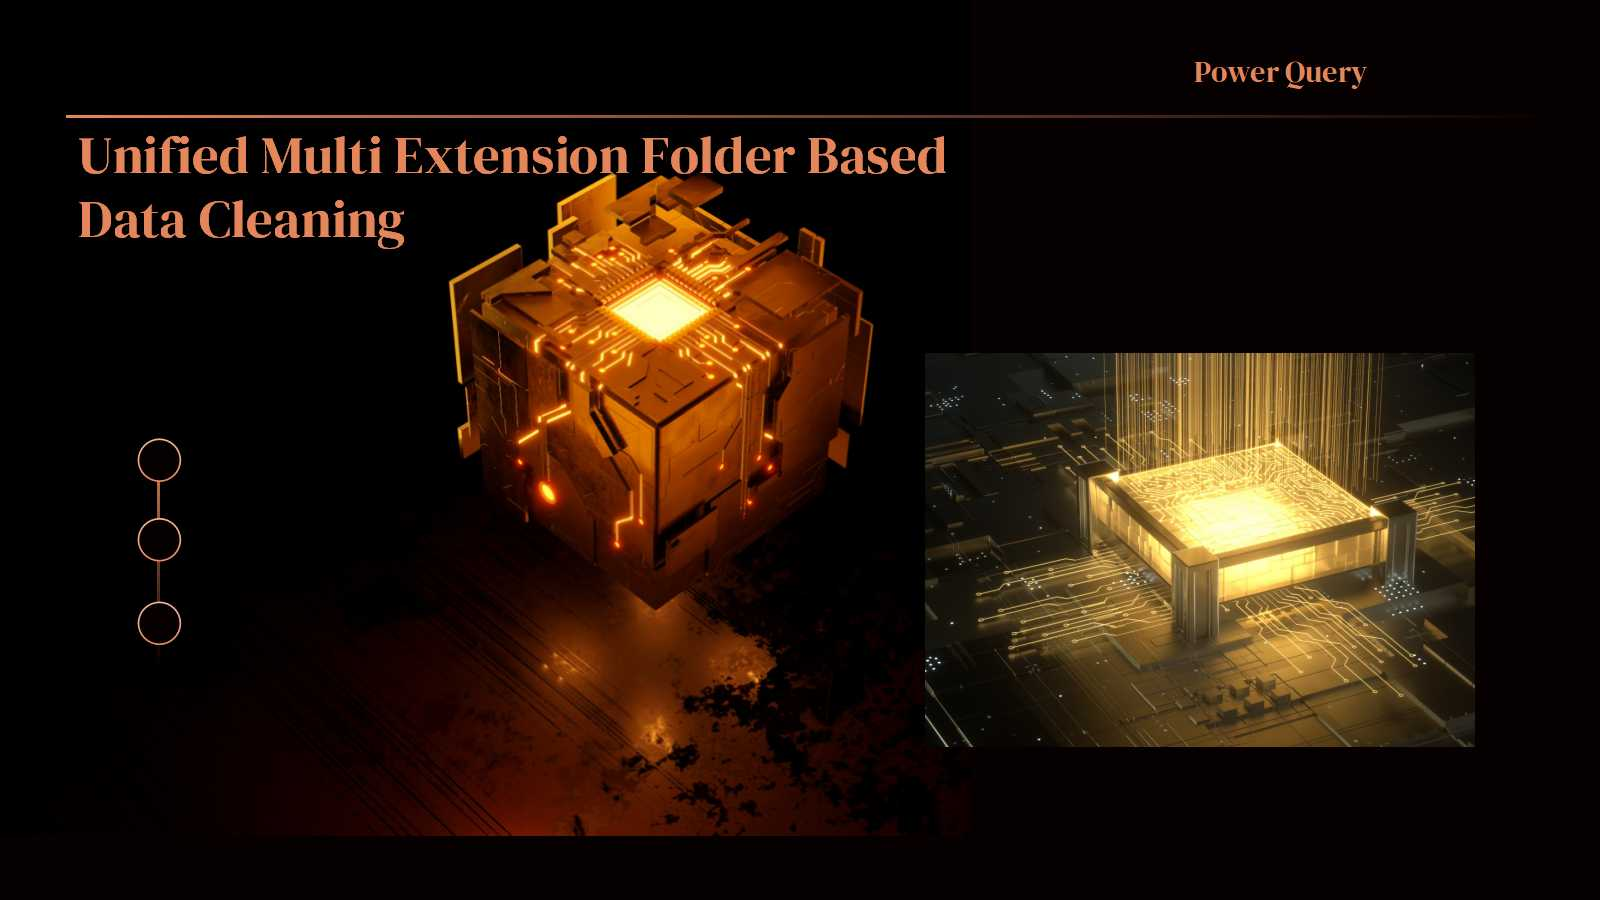 Power Query
Unified Multi Extension Folder Based
Data Cleaning